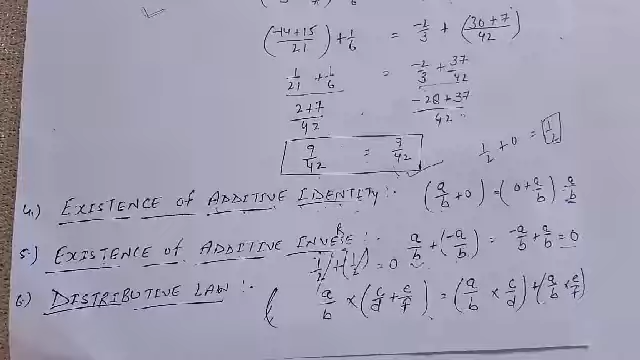 (-14+15/21) + 1/6 = -2/3 + (30+7/42)
1/21 + 1/6 = -2/3 + 37/42
2+7/42 -28+37/42
9/42 = 7/42 1/2 + 0 = 1/2
4.) EXISTENCE OF ADDITIVE IDENTITY :- (a/b + 0) = (0 + a/b) a/b
5.) EXISTENCE OF ADDITIVE INVERSE :- a/b + (-a/b) = -a/b + a/b = 0
1/2 + (1/2) = 0
6) DISTRIBUTIVE LAW :- a/b × (c/d + e/f) = (a/b × c/d) + (a/b × e/f)